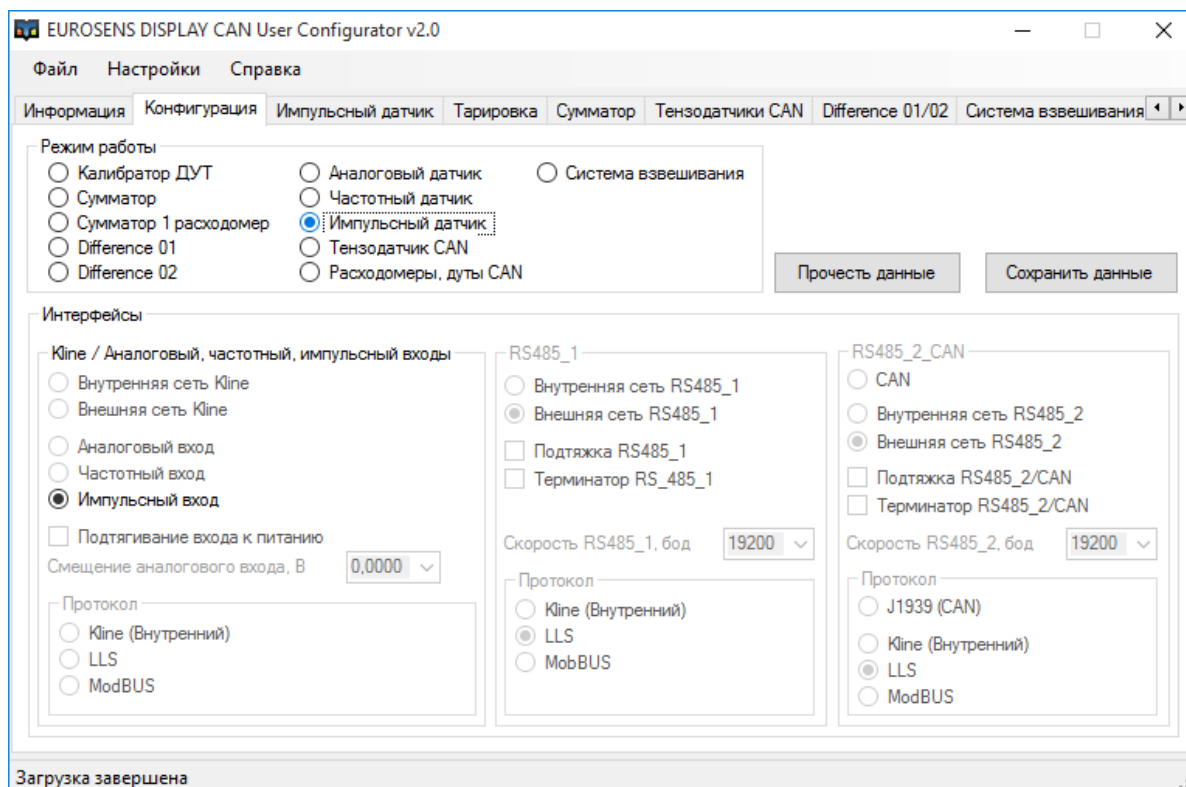 EUROSENS DISPLAY CAN User Configurator v2.0
Файл Настройки Справка
Информация Конфигурация Импульсный датчик Тарировка Сумматор Тензодатчики CAN Difference 01/02 Система взвешивания
Режим работы
Калибратор ДУТ Аналоговый датчик Система взвешивания
Сумматор Частотный датчик
Сумматор 1 расходомер Импульсный датчик
Difference 01 Тензодатчик CAN
Difference 02 Расходомеры, дуты CAN
Прочесть данные Сохранить данные
Интерфейсы
Kline / Аналоговый, частотный, импульсный входы
Внутренняя сеть Kline
Внешняя сеть Kline
Аналоговый вход
Частотный вход
Импульсный вход
Подтягивание входа к питанию
Смещение аналогового входа, В 0,0000
Протокол
Kline (Внутренний)
LLS
ModBUS
RS485_1
Внутренняя сеть RS485_1
Внешняя сеть RS485_1
Подтяжка RS485_1
Терминатор RS_485_1
Скорость RS485_1, бод 19200
Протокол
Kline (Внутренний)
LLS
MobBUS
RS485_2_CAN
CAN
Внутренняя сеть RS485_2
Внешняя сеть RS485_2
Подтяжка RS485_2/CAN
Терминатор RS485_2/CAN
Скорость RS485_2, бод 19200
Протокол
J1939 (CAN)
Kline (Внутренний)
LLS
ModBUS
Загрузка завершена